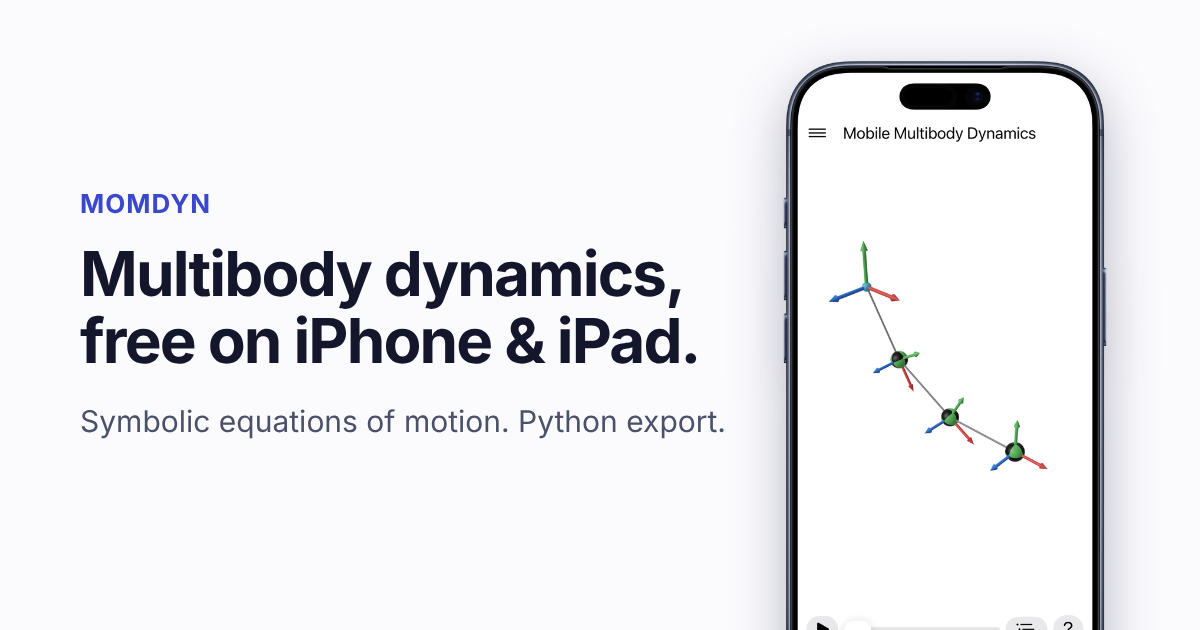 MOMDYN
Multibody dynamics,
free on iPhone & iPad.
Symbolic equations of motion. Python export.
Mobile Multibody Dynamics
?